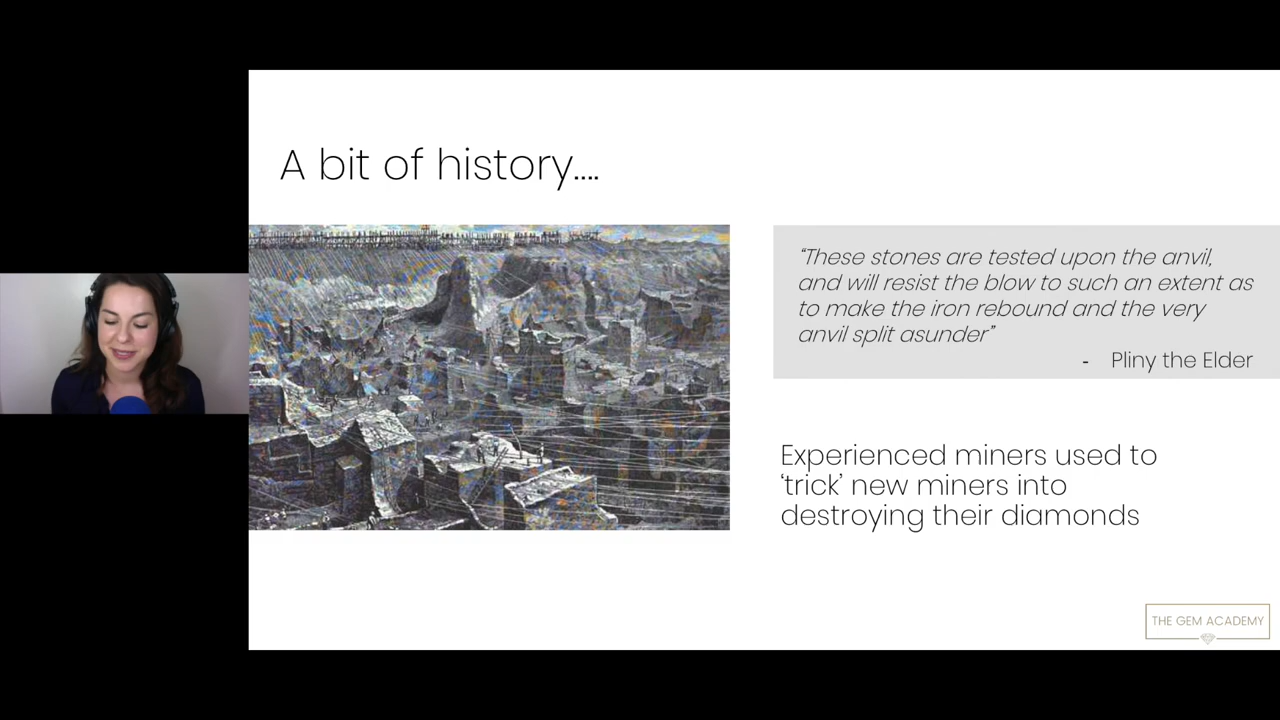 A bit of history....
“These stones are tested upon the anvil,
and will resist the blow to such an extent as
to make the iron rebound and the very
anvil split asunder”
- Pliny the Elder
Experienced miners used to
‘trick’ new miners into
destroying their diamonds
THE GEM ACADEMY